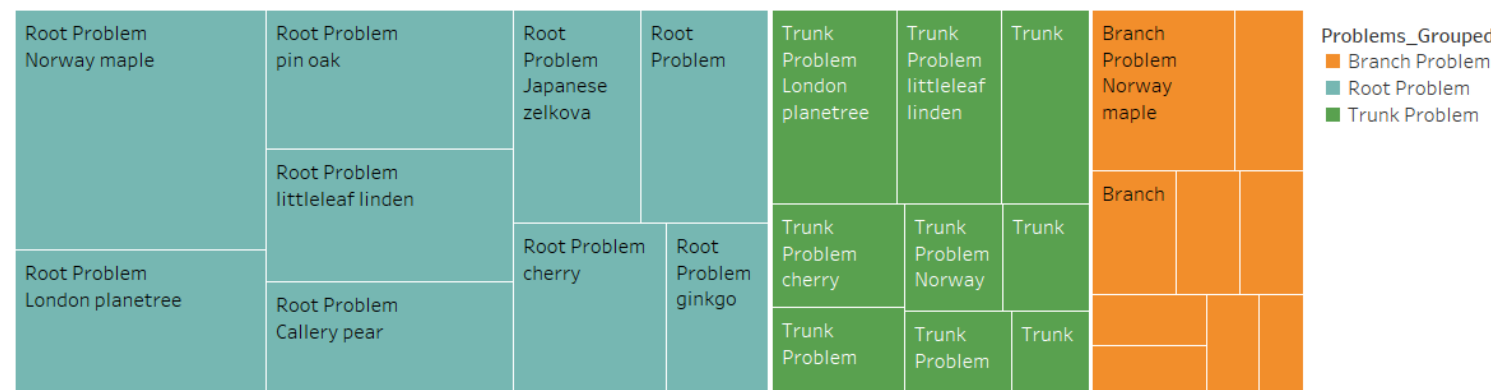 Root Problem
Norway maple
Root Problem
London planetree
Root Problem
pin oak
Root Problem
littleleaf linden
Root Problem
Callery pear
Root
Problem
Japanese
zelkova
Root
Problem
Root Problem
cherry
Root
Problem
ginkgo
Trunk
Problem
London
planetree
Trunk
Problem
littleleaf
linden
Trunk
Trunk
Problem
cherry
Trunk
Problem
Norway
Trunk
Trunk
Problem
Trunk
Problem
Trunk
Branch
Problem
Norway
maple
Branch
Problems_Grouped
Branch Problem
Root Problem
Trunk Problem